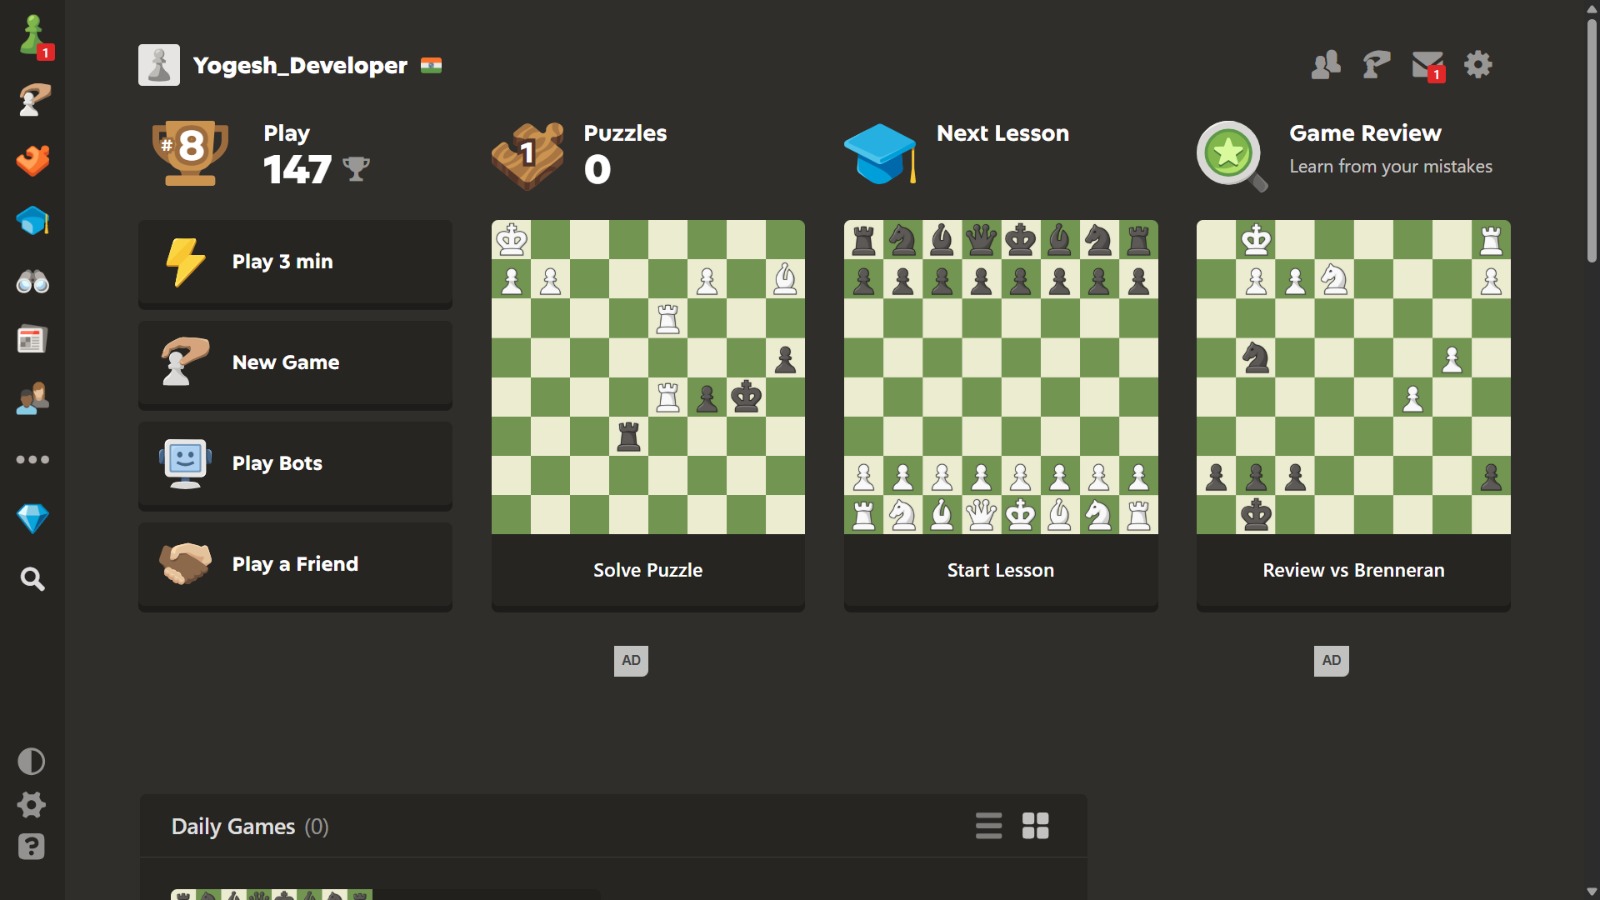 1
Yogesh_Developer
1
#8
Play
147
1
Puzzles
0
Next Lesson
Game Review
Learn from your mistakes
Play 3 min
New Game
Play Bots
Play a Friend
Solve Puzzle
Start Lesson
Review vs Brenneran
AD
AD
Daily Games (0)
?